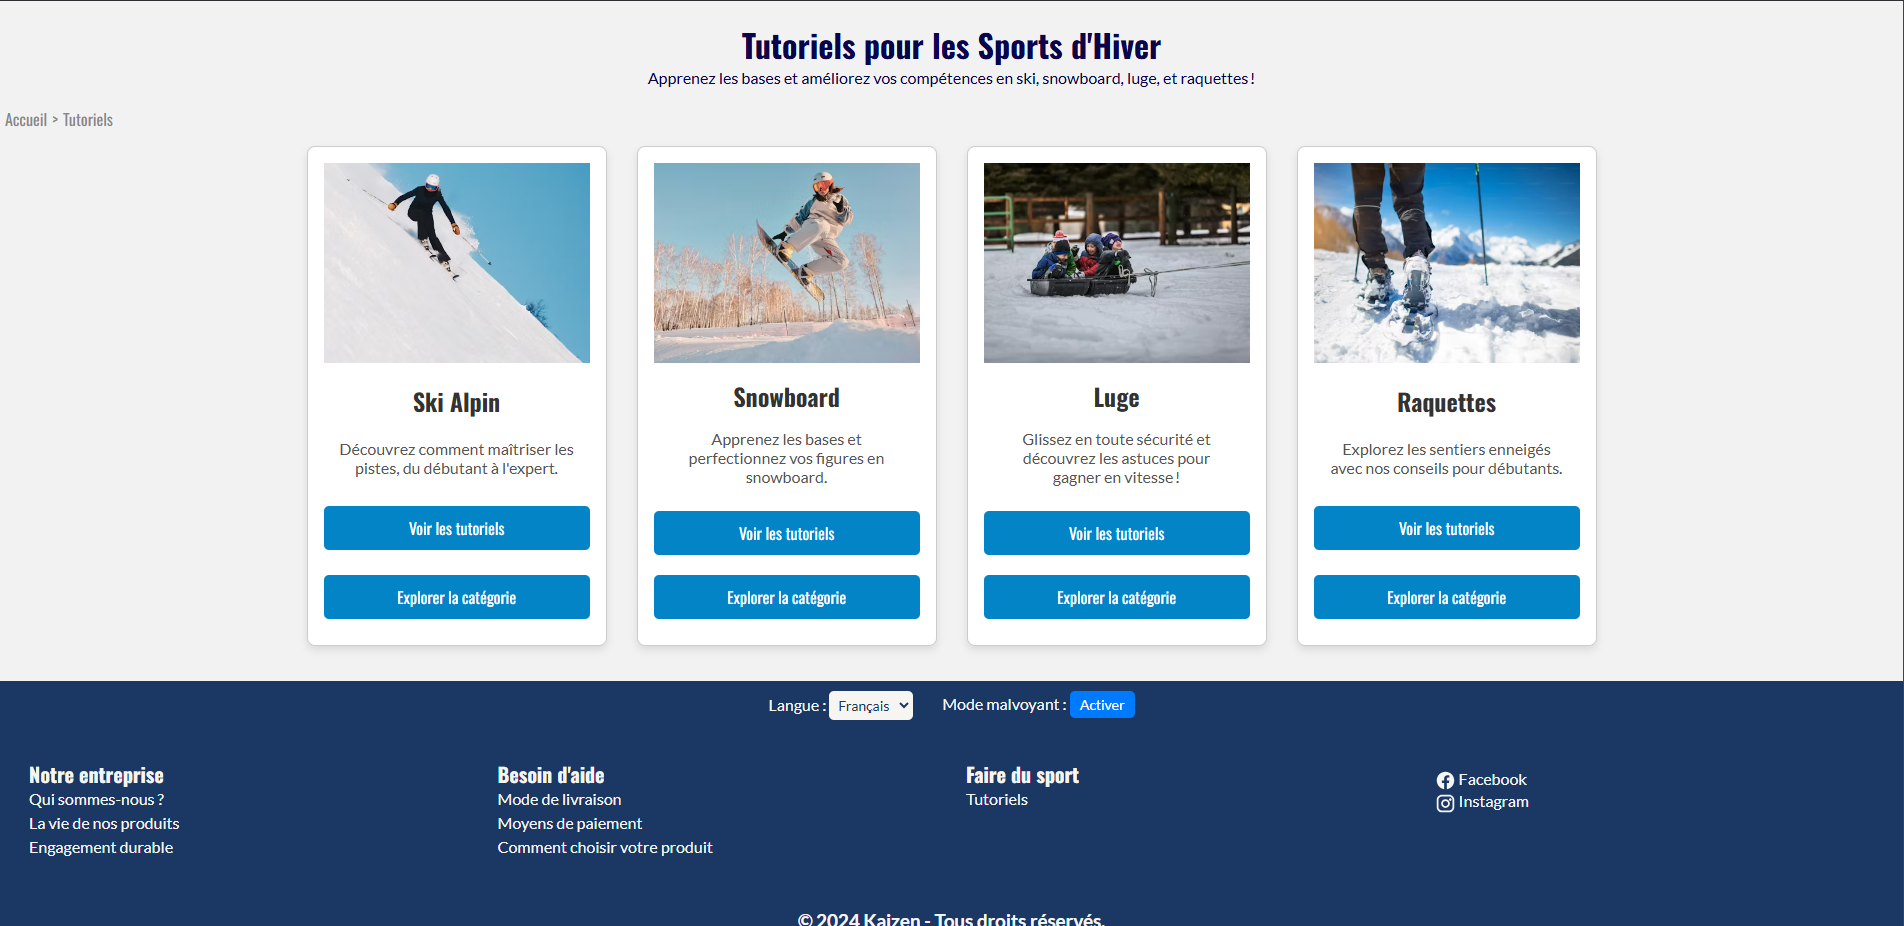 Tutoriels pour les Sports d'Hiver
Apprenez les bases et améliorez vos compétences en ski, snowboard, luge, et raquettes !
Accueil > Tutoriels
Ski Alpin
Découvrez comment maîtriser les
pistes, du débutant à l'expert.
Voir les tutoriels
Explorer la catégorie
Snowboard
Apprenez les bases et
perfectionnez vos figures en
snowboard.
Voir les tutoriels
Explorer la catégorie
Luge
Glissez en toute sécurité et
découvrez les astuces pour
gagner en vitesse !
Voir les tutoriels
Explorer la catégorie
Raquettes
Explorez les sentiers enneigés
avec nos conseils pour débutants.
Voir les tutoriels
Explorer la catégorie
Langue : Français
Mode malvoyant : Activer
Notre entreprise
Qui sommes-nous ?
La vie de nos produits
Engagement durable
Besoin d'aide
Mode de livraison
Moyens de paiement
Comment choisir votre produit
Faire du sport
Tutoriels
Facebook
Instagram
© 2024 Kaizen - Tous droits réservés.